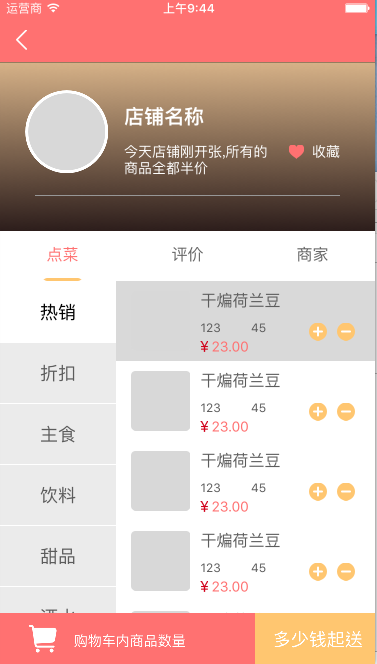 运营商 上午9:44
店铺名称
今天店铺刚开张,所有的
商品全都半价
收藏
点菜 评价 商家
热销
折扣
主食
饮料
甜品
酒水
干煸荷兰豆
123 45
¥ 23.00
干煸荷兰豆
123 45
¥ 23.00
干煸荷兰豆
123 45
¥ 23.00
干煸荷兰豆
123 45
¥ 23.00
购物车内商品数量
多少钱起送